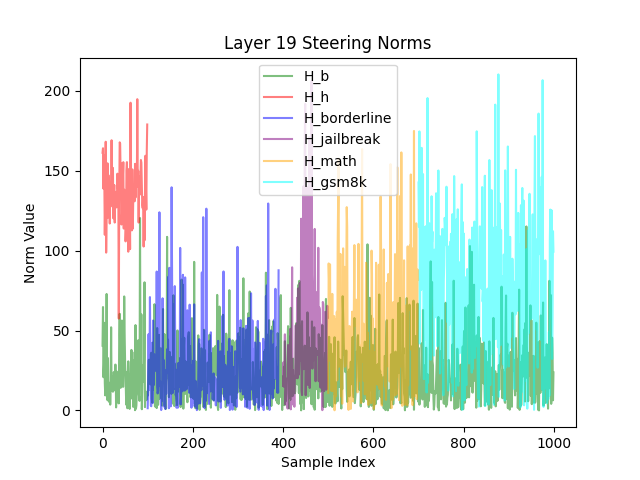 Layer 19 Steering Norms
H_b
H_h
H_borderline
H_jailbreak
H_math
H_gsm8k
Norm Value
200
150
100
50
0
0 200 400 600 800 1000
Sample Index